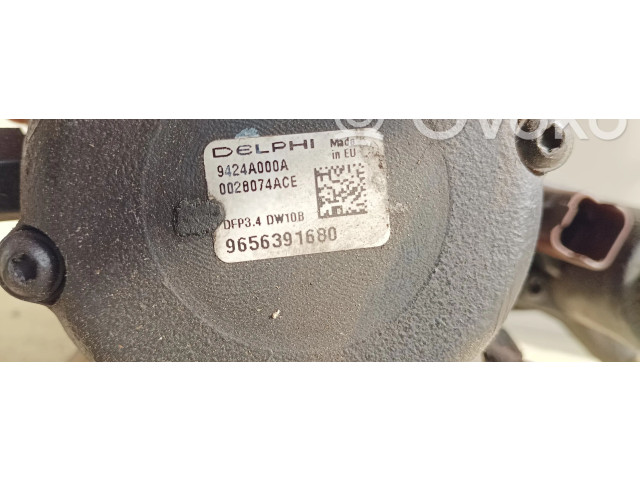 DELPHI
Made in EU
9424A000A
0028074ACE
DFP3.4 DW10B
9656391680
Ovoko